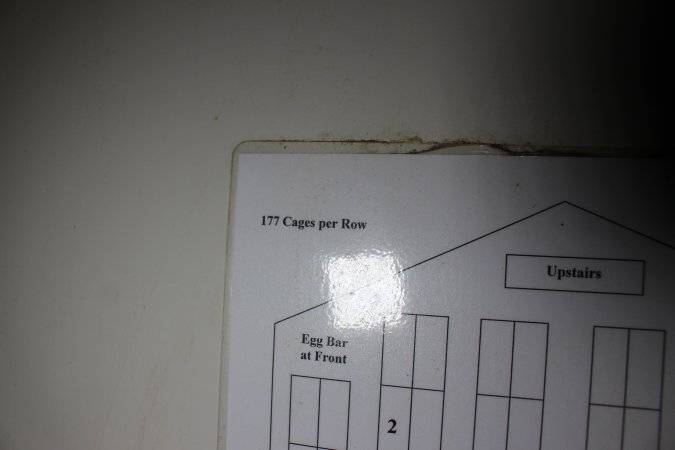 177 Cages per Row
Upstairs
Egg Bar
at Front
2